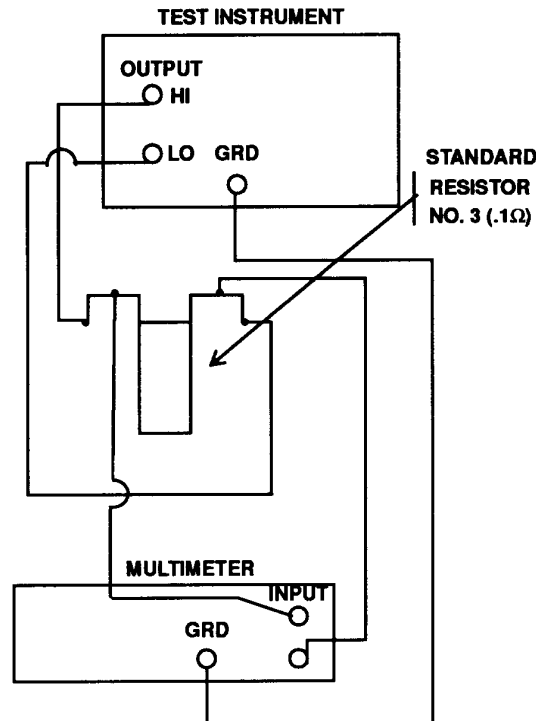 TEST INSTRUMENT
OUTPUT
HI
LO GRD
STANDARD
RESISTOR
NO. 3 (.1Ω)
MULTIMETER
INPUT
GRD